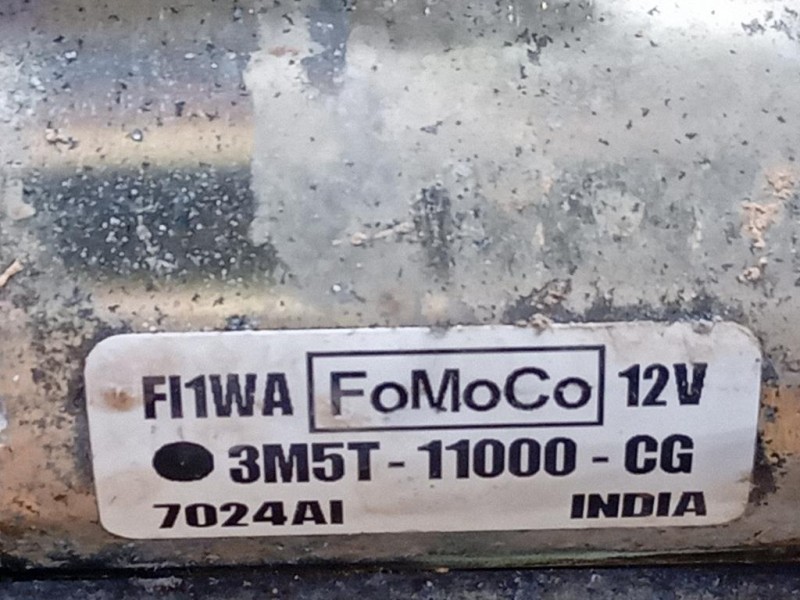 FI1WA FoMoCo 12V
3M5T - 11000 - CG
7024AI INDIA